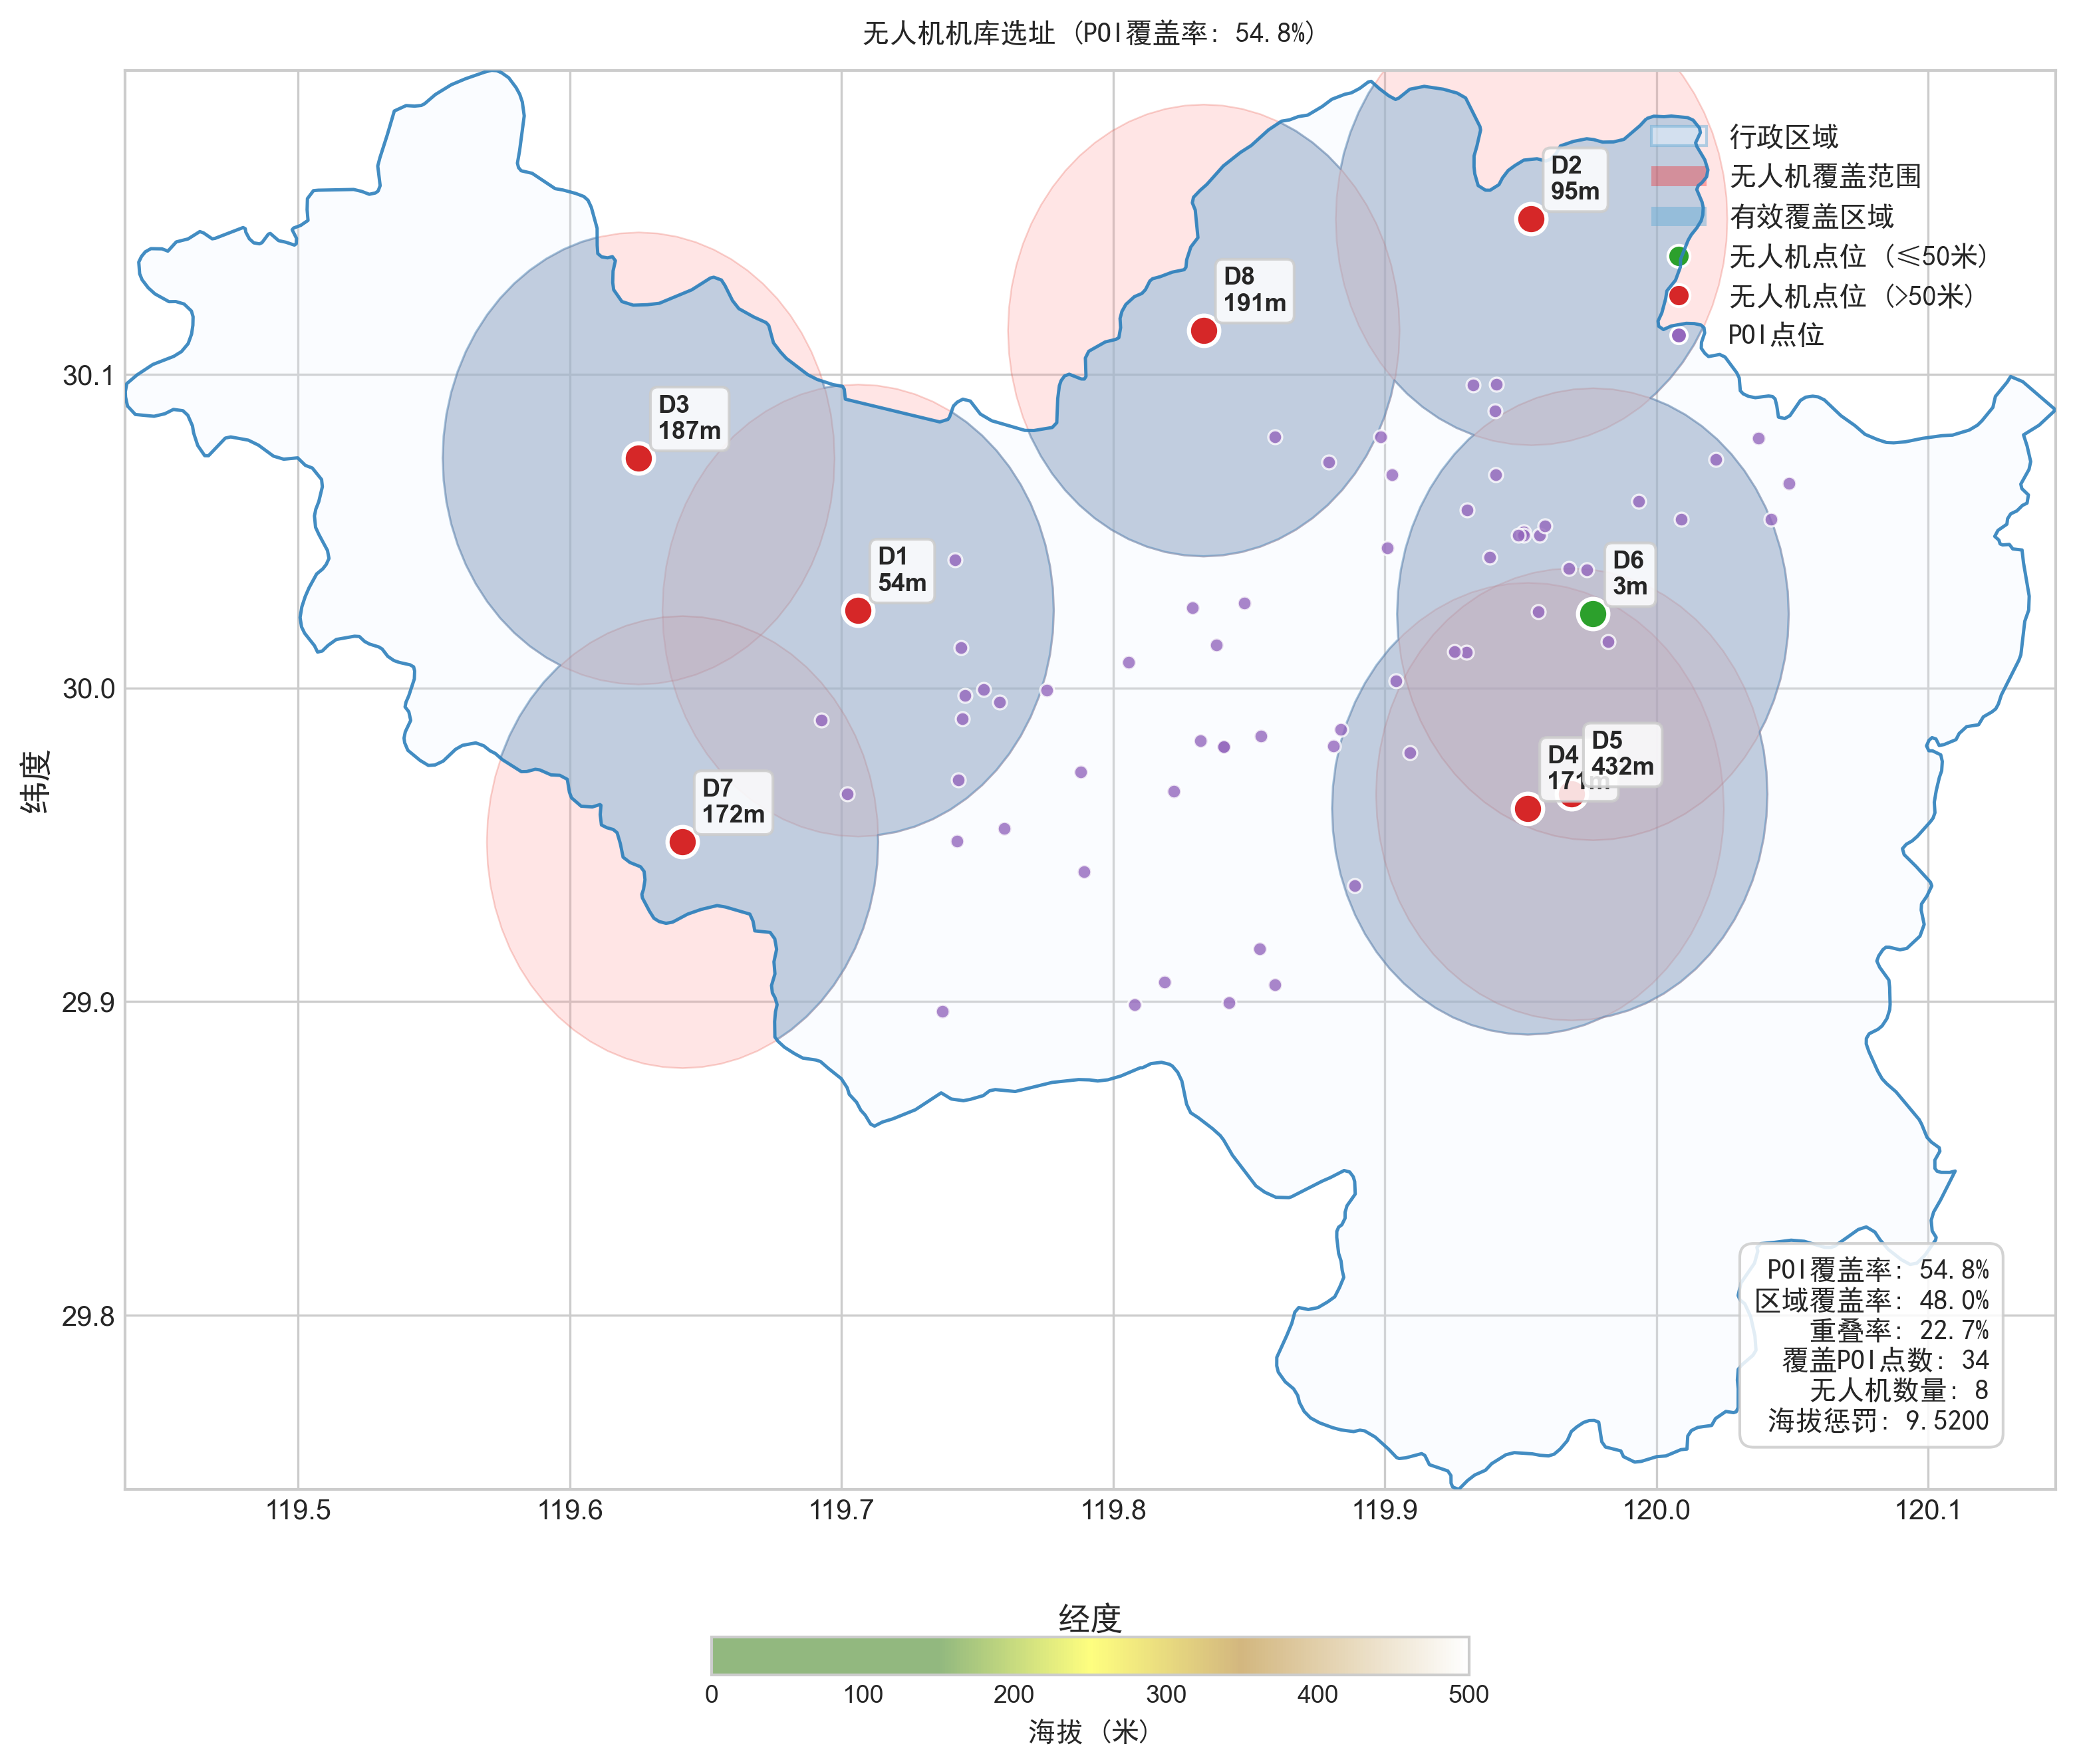 无人机机库选址 (POI覆盖率: 54.8%)
行政区域
无人机覆盖范围
有效覆盖区域
无人机点位 (≤50米)
无人机点位 (>50米)
POI点位
D2
95m
D8
191m
D3
187m
D1
54m
D6
3m
D4
171m
D5
432m
D7
172m
30.1
30.0
29.9
29.8
纬度
POI覆盖率: 54.8%
区域覆盖率: 48.0%
重叠率: 22.7%
覆盖POI点数: 34
无人机数量: 8
海拔惩罚: 9.5200
119.5 119.6 119.7 119.8 119.9 120.0 120.1
经度
0 100 200 300 400 500
海拔 (米)